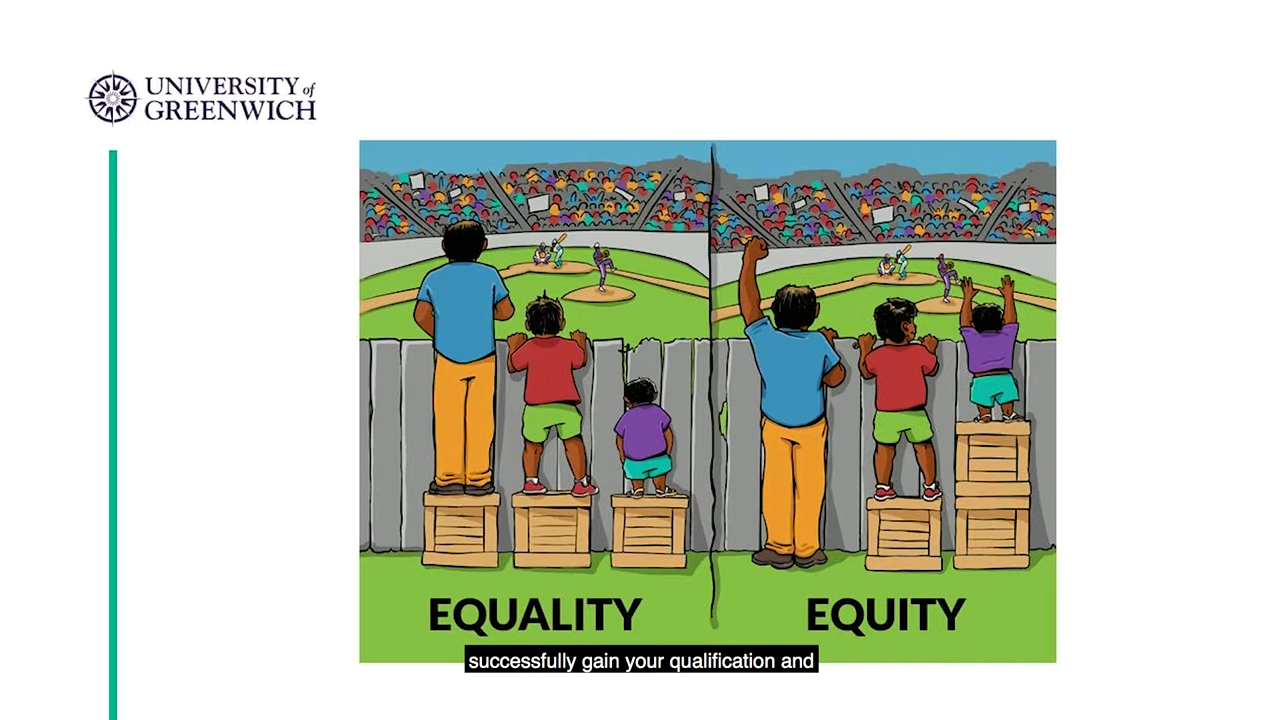 UNIVERSITY of
GREENWICH
EQUALITY
EQUITY
successfully gain your qualification and